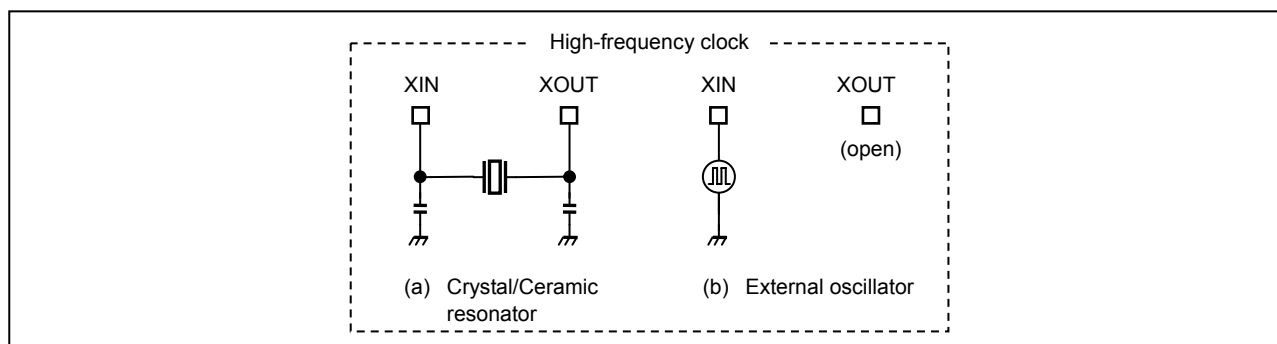 High-frequency clock
XIN XOUT XIN XOUT
(open)
(a) Crystal/Ceramic (b) External oscillator
resonator